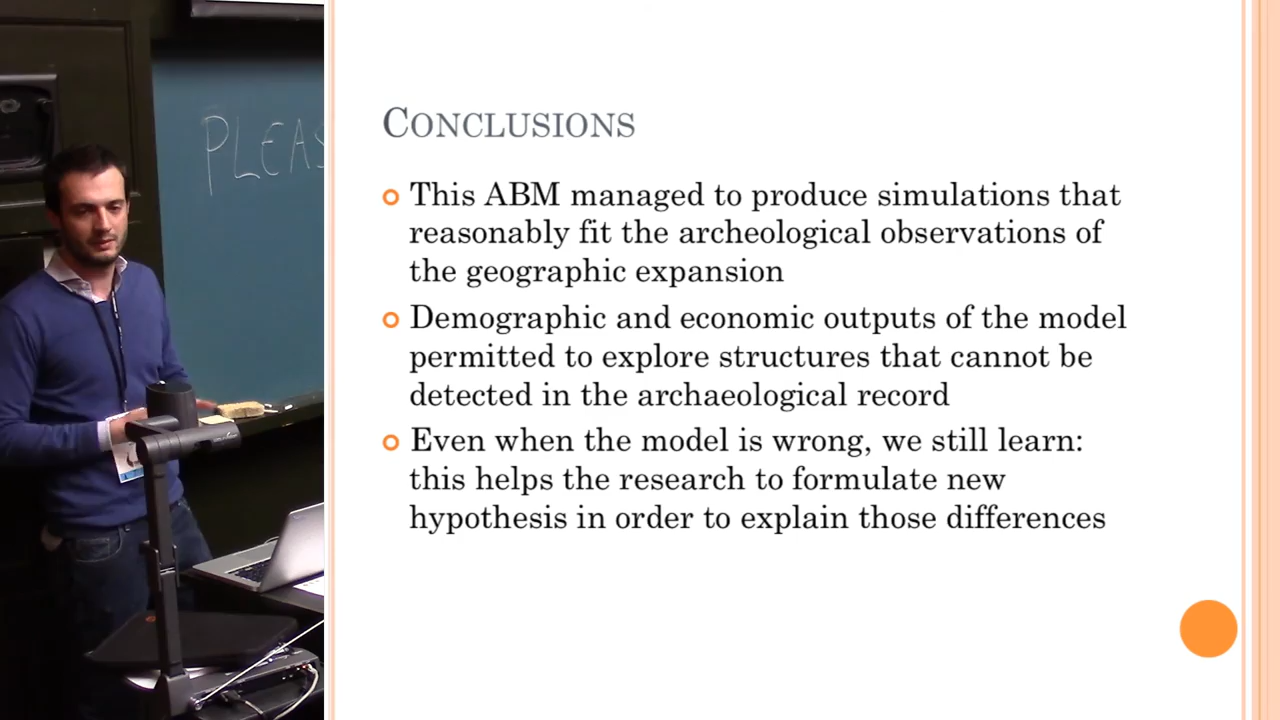 PLEAS
CONCLUSIONS
This ABM managed to produce simulations that
reasonably fit the archeological observations of
the geographic expansion
Demographic and economic outputs of the model
permitted to explore structures that cannot be
detected in the archaeological record
Even when the model is wrong, we still learn:
this helps the research to formulate new
hypothesis in order to explain those differences